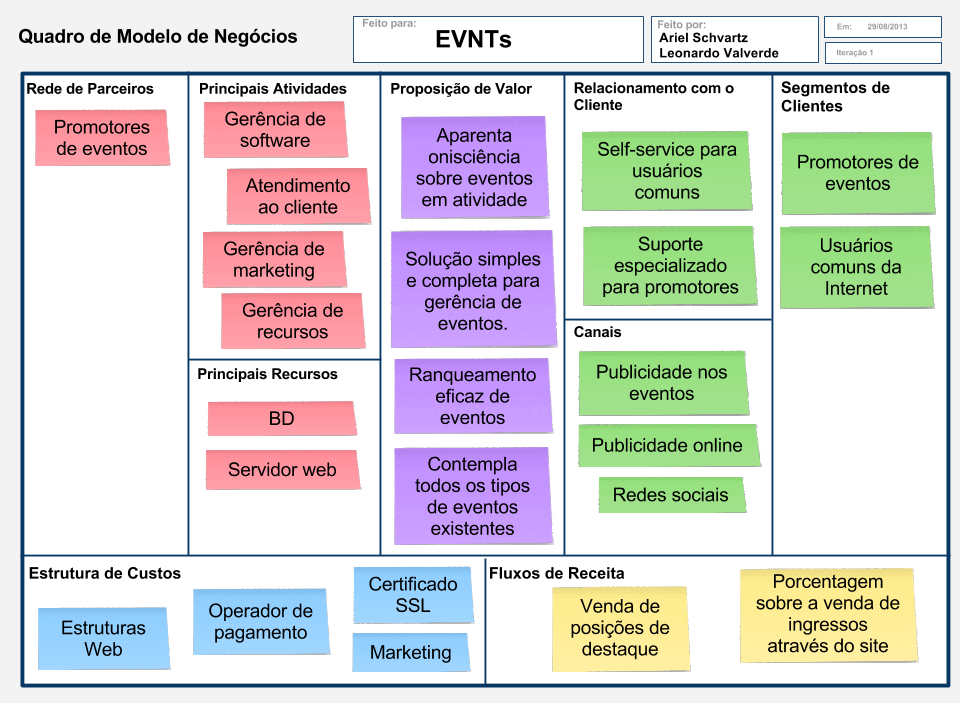 Quadro de Modelo de Negócios
Feito para:
EVNTs
Feito por:
Ariel Schvartz
Leonardo Valverde
Em: 29/08/2013
Iteração 1
Rede de Parceiros
Promotores
de eventos
Principais Atividades
Gerência de
software
Atendimento
ao cliente
Gerência de
marketing
Gerência de
recursos
Principais Recursos
BD
Servidor web
Proposição de Valor
Aparenta
onisciência
sobre eventos
em atividade
Solução simples
e completa para
gerência de
eventos.
Ranqueamento
eficaz de
eventos
Contempla
todos os tipos
de eventos
existentes
Relacionamento com o
Cliente
Self-service para
usuários
comuns
Suporte
especializado
para promotores
Canais
Publicidade nos
eventos
Publicidade online
Redes sociais
Segmentos de
Clientes
Promotores de
eventos
Usuários
comuns da
Internet
Estrutura de Custos
Estruturas
Web
Operador de
pagamento
Certificado
SSL
Marketing
Fluxos de Receita
Venda de
posições de
destaque
Porcentagem
sobre a venda de
ingressos
através do site